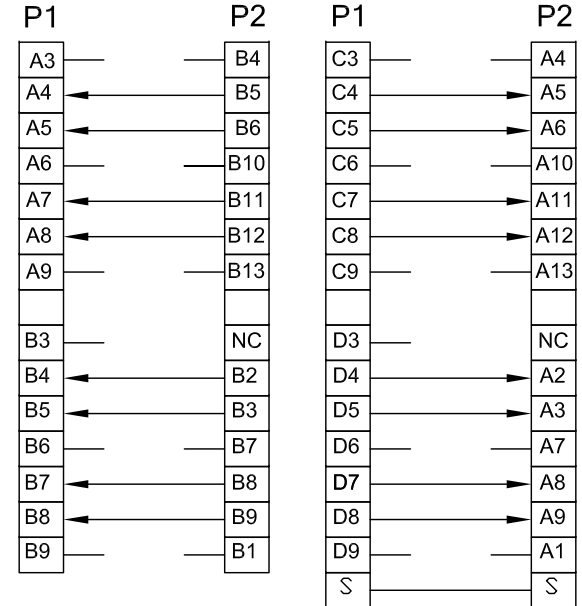 P1 P2 P1 P2
A3 B4 C3 A4
A4 B5 C4 A5
A5 B6 C5 A6
A6 B10 C6 A10
A7 B11 C7 A11
A8 B12 C8 A12
A9 B13 C9 A13
B3 NC D3 NC
B4 B2 D4 A2
B5 B3 D5 A3
B6 B7 D6 A7
B7 B8 D7 A8
B8 B9 D8 A9
B9 B1 D9 A1
S S